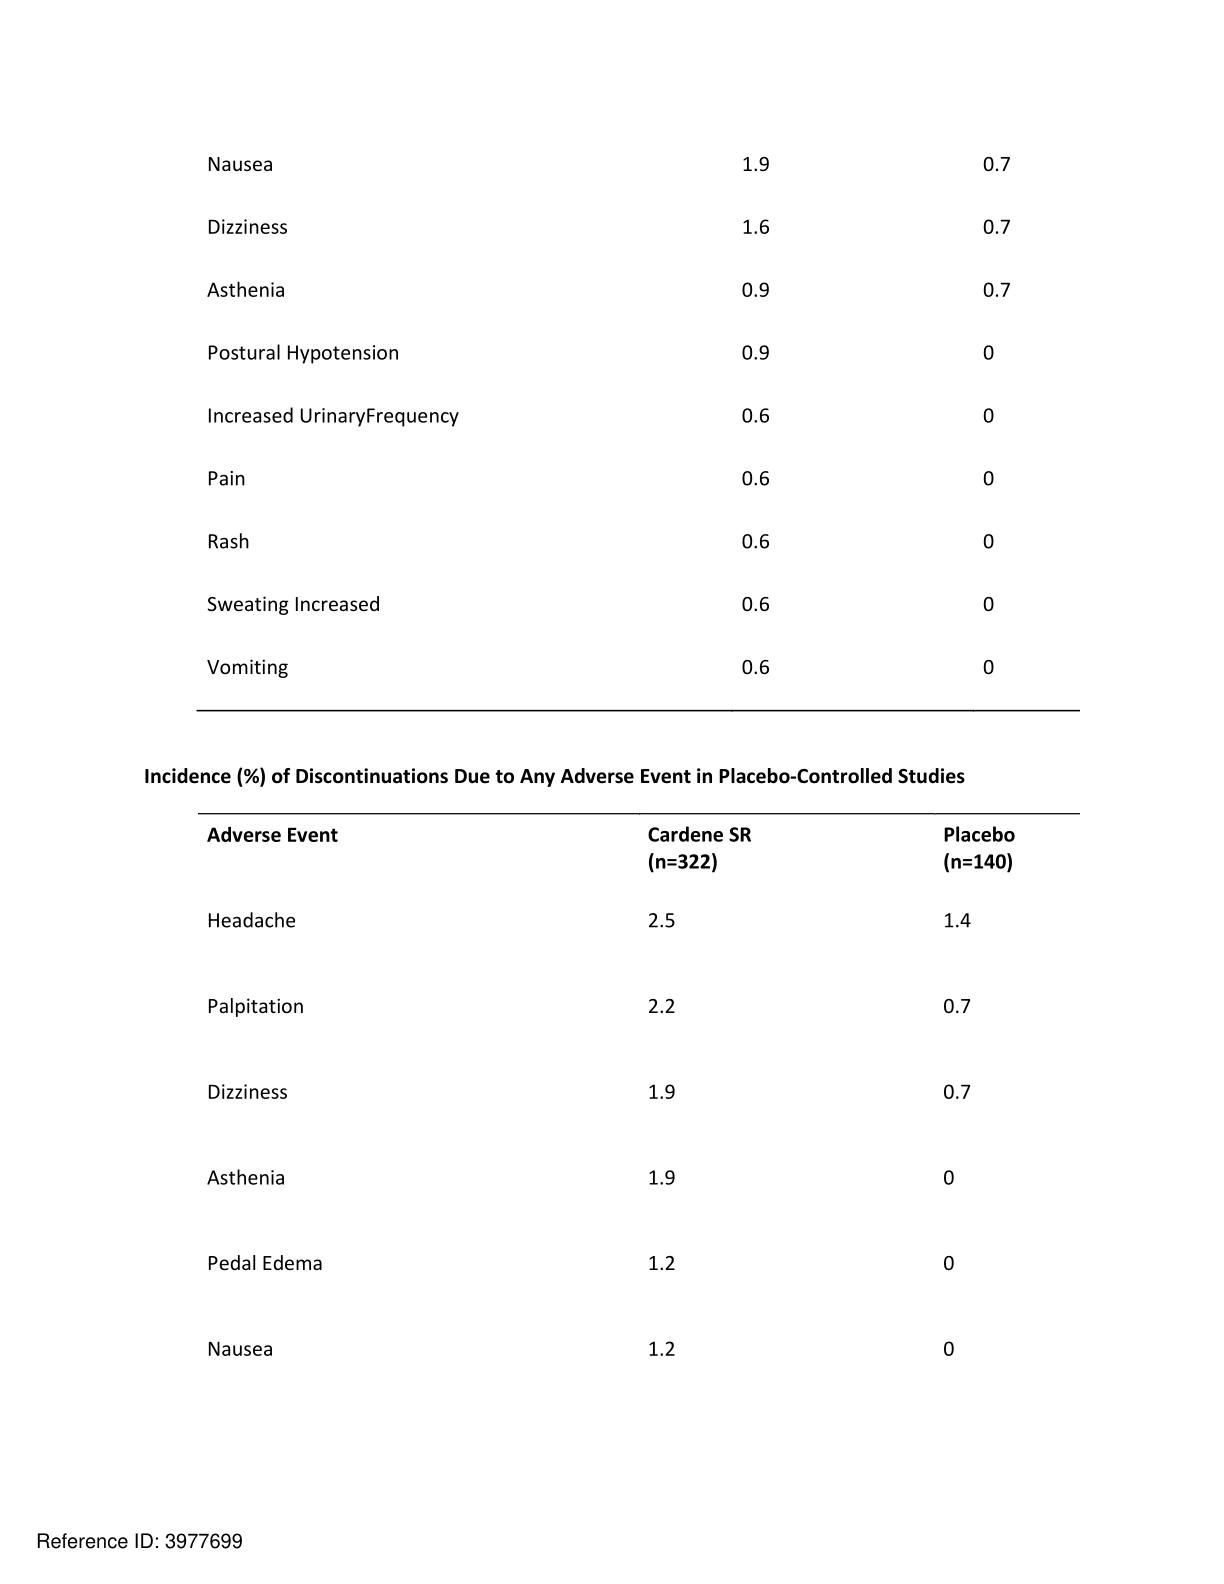 Nausea 1.9 0.7
Dizziness 1.6 0.7
Asthenia 0.9 0.7
Postural Hypotension 0.9 0
Increased UrinaryFrequency 0.6 0
Pain 0.6 0
Rash 0.6 0
Sweating Increased 0.6 0
Vomiting 0.6 0
Incidence (%) of Discontinuations Due to Any Adverse Event in Placebo-Controlled Studies
Adverse Event Cardene SR Placebo
(n=322) (n=140)
Headache 2.5 1.4
Palpitation 2.2 0.7
Dizziness 1.9 0.7
Asthenia 1.9 0
Pedal Edema 1.2 0
Nausea 1.2 0
Reference ID: 3977699